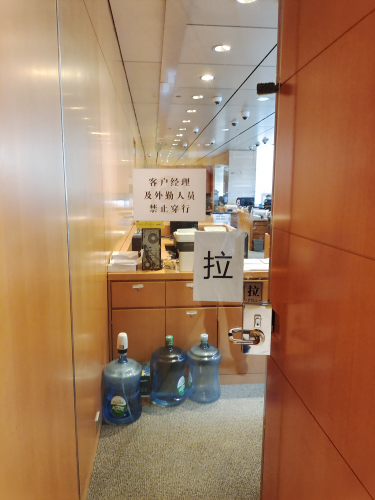 客户经理
及外勤人员
禁止穿行
拉
拉